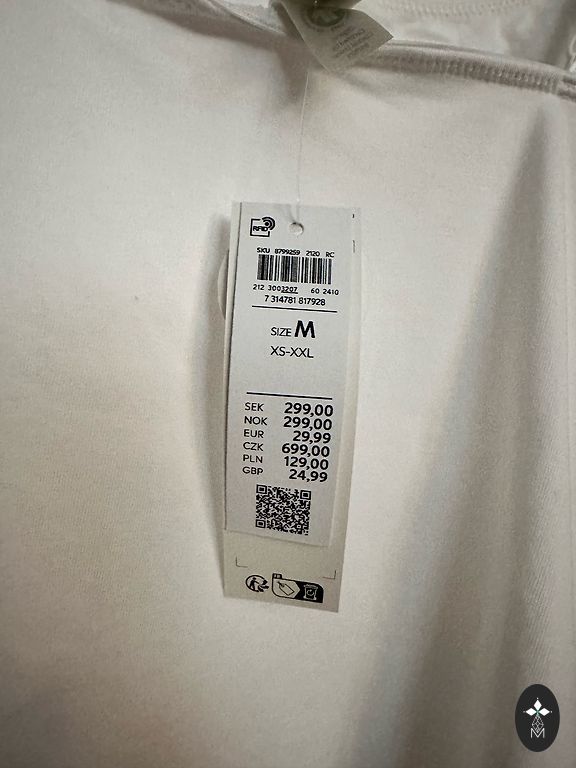 RFID
SKU 8799259 2120 RC
212 3003207 60 2410
7 314781 817928
SIZE M
XS-XXL
SEK 299,00
NOK 299,00
EUR 29,99
CZK 699,00
PLN 129,00
GBP 24,99
M